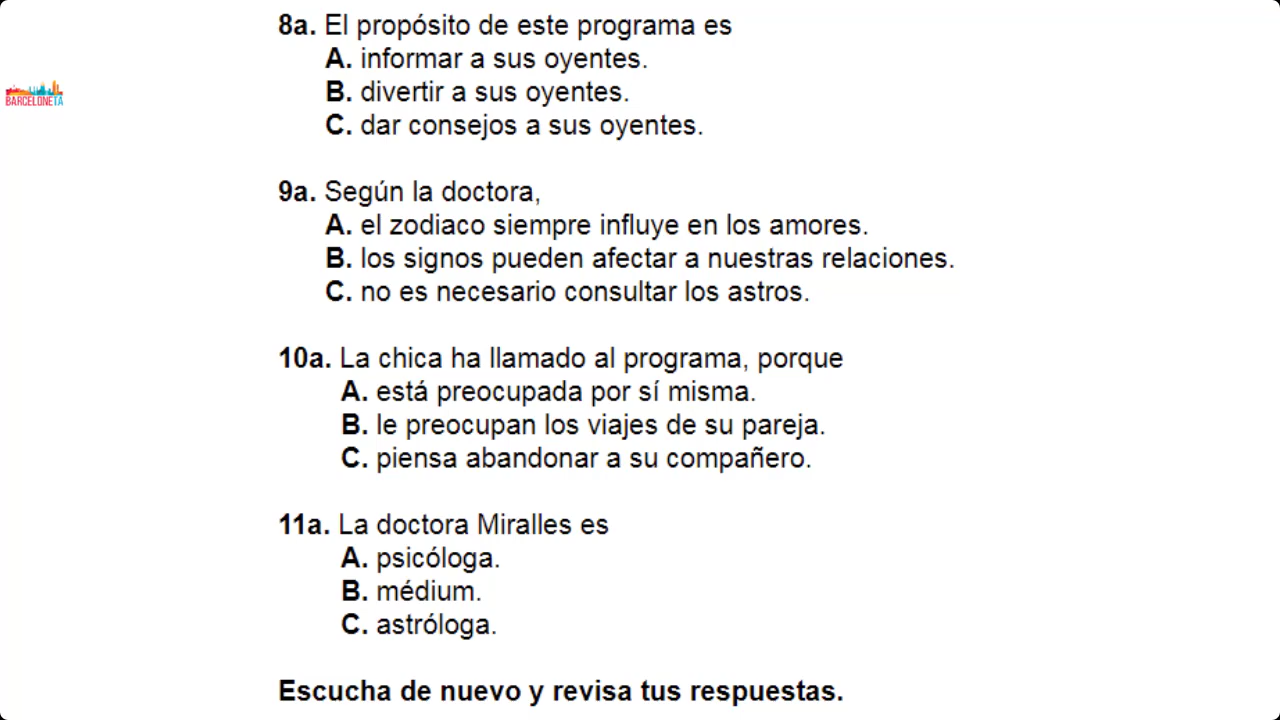 8a. El propósito de este programa es
A. informar a sus oyentes.
B. divertir a sus oyentes.
C. dar consejos a sus oyentes.
BARCELONETA
9a. Según la doctora,
A. el zodiaco siempre influye en los amores.
B. los signos pueden afectar a nuestras relaciones.
C. no es necesario consultar los astros.
10a. La chica ha llamado al programa, porque
A. está preocupada por sí misma.
B. le preocupan los viajes de su pareja.
C. piensa abandonar a su compañero.
11a. La doctora Miralles es
A. psicóloga.
B. médium.
C. astróloga.
Escucha de nuevo y revisa tus respuestas.